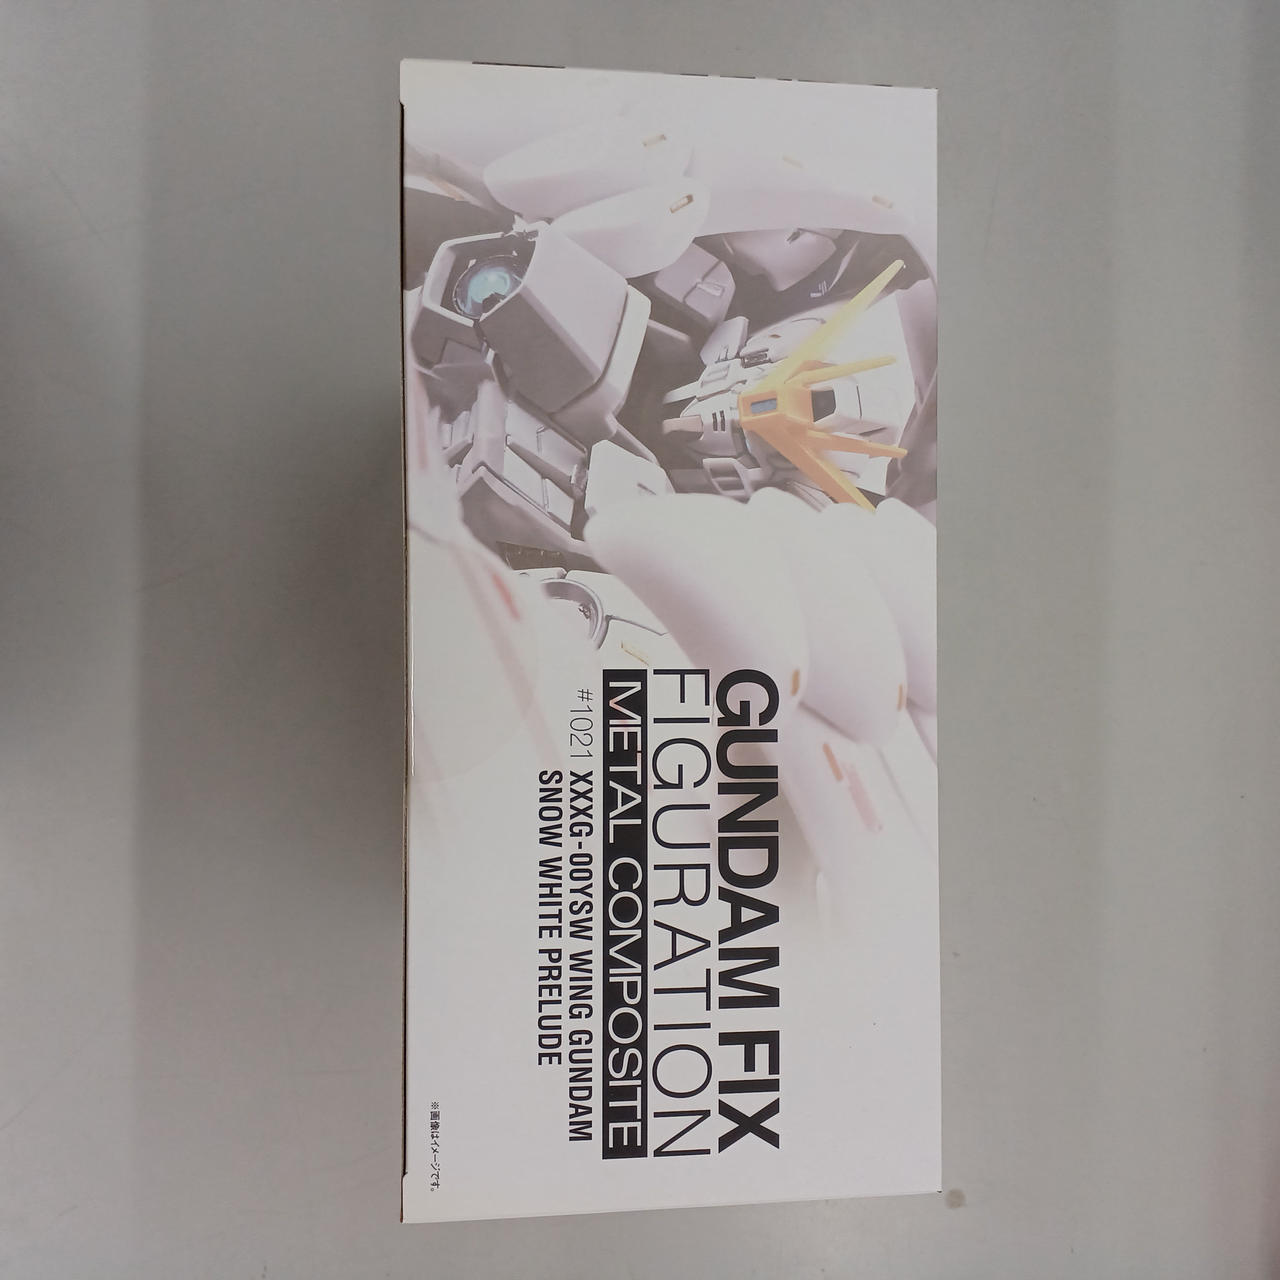 GUNDAM FIX
FIGURATION
METAL COMPOSITE
#1021 XXXG-00YSW WING GUNDAM
SNOW WHITE PRELUDE
※画像はイメージです。